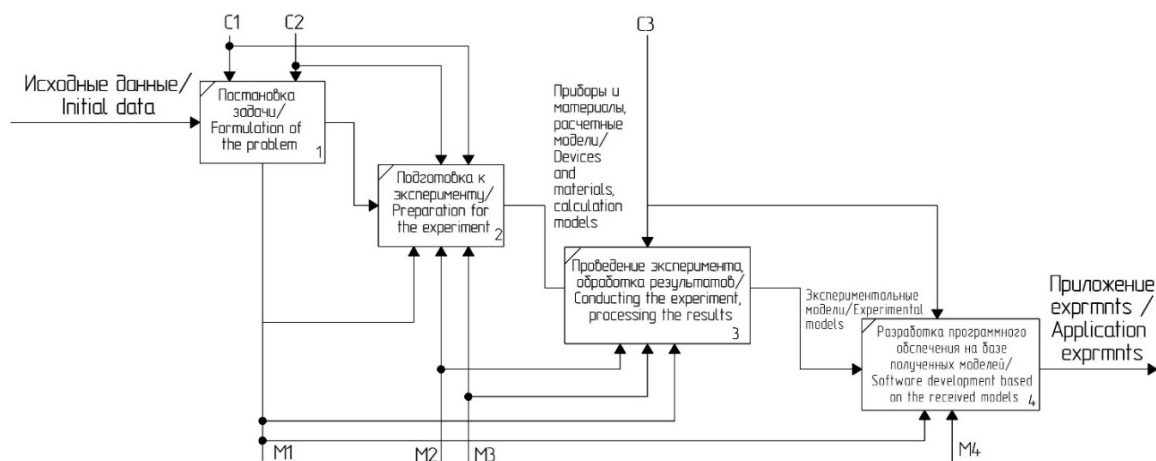 C1
C2
C3
Исходные данные/
Initial data
Постановка
задачи/
Formulation of
the problem
1
Подготовка к
эксперименту/
Preparation for
the experiment
2
Приборы и
материалы,
расчетные
модели/
Devices
and
materials,
calculation
models
Проведение эксперимента,
обработка результатов/
Conducting the experiment,
processing the results
3
Экспериментальные
модели/Experimental
models
Разработка программного
обспечения на базе
полученных моделей/
Software development based
on the received models
4
Приложение
exprmnts /
Application
exprmnts
M1
M2
M3
M4